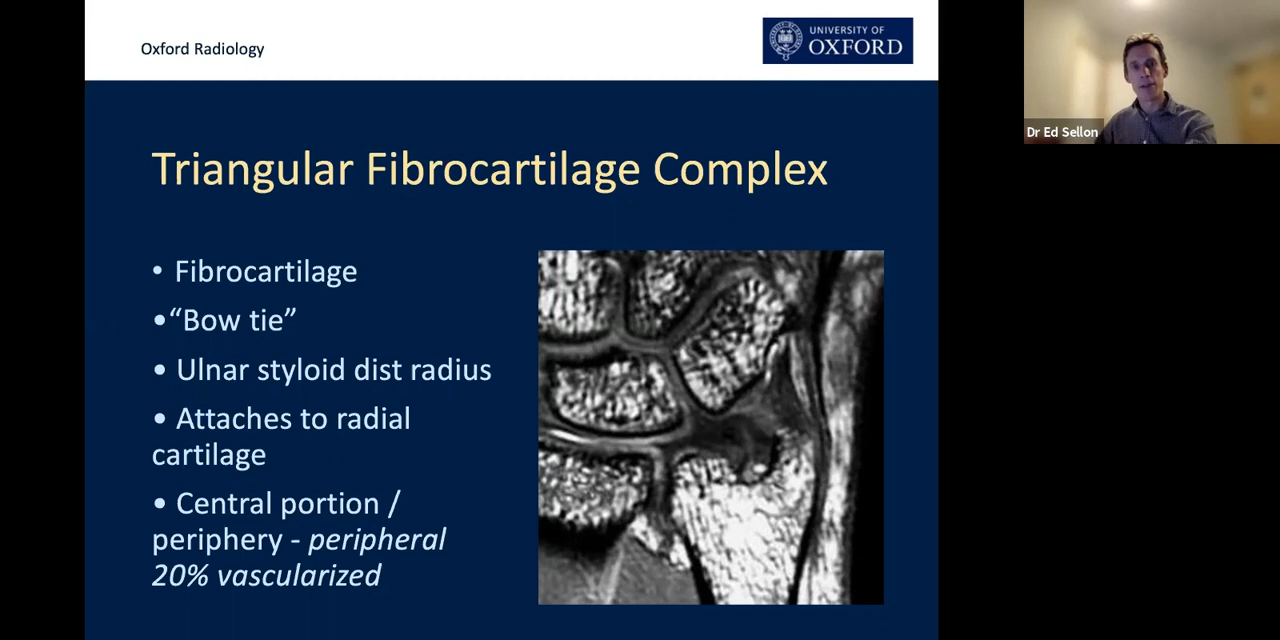 Oxford Radiology
UNIVERSITY OF
OXFORD
Dr Ed Sellon
Triangular Fibrocartilage Complex
• Fibrocartilage
•“Bow tie”
• Ulnar styloid dist radius
• Attaches to radial
cartilage
• Central portion /
periphery - peripheral
20% vascularized